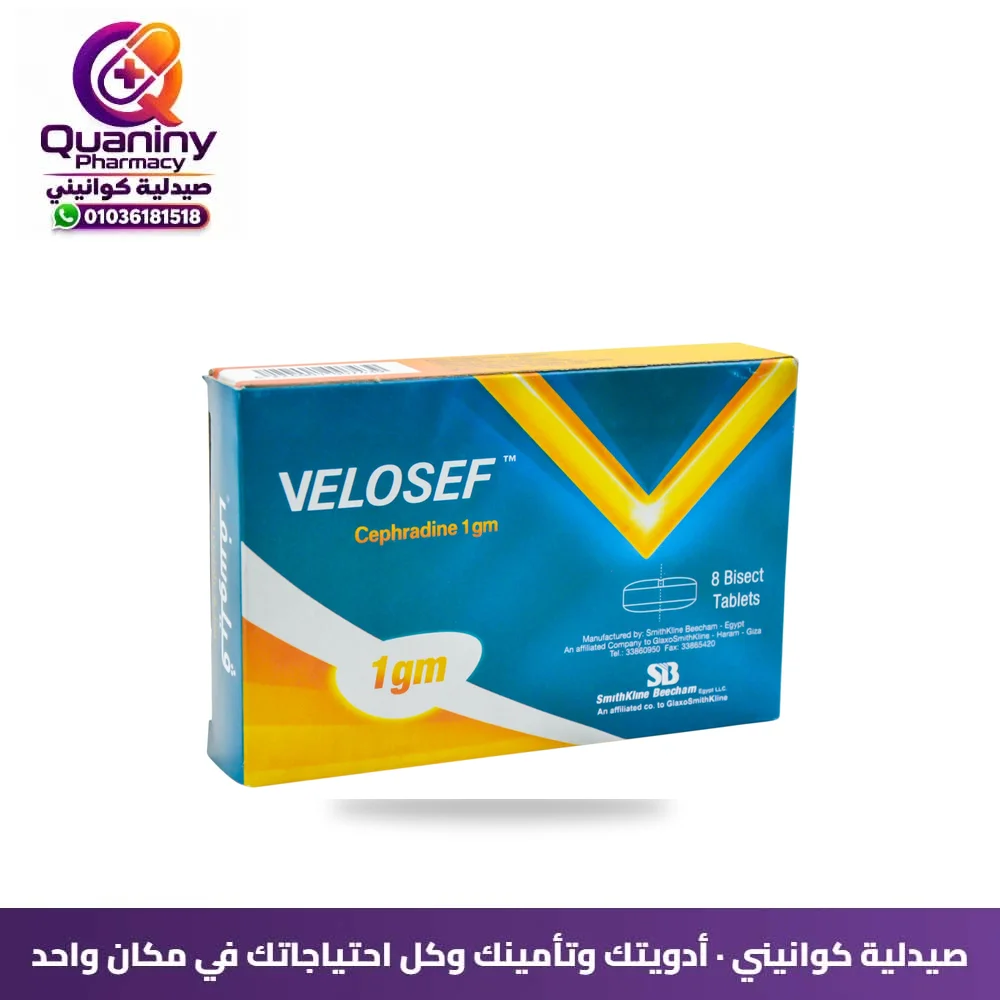 Quaniny
Pharmacy
صيدلية كوانيني
01036181518
VELOSEF™
Cephradine 1gm
8 Bisect
Tablets
Manufactured by: SmithKline Beecham - Egypt
An affiliated Company to GlaxoSmithKline - Haram - Giza
Tel.: 33860950 Fax: 33865420
SB
SmithKline Beecham Egypt LLC.
An affiliated co. to GlaxoSmithKline
1gm
ڤيلوسف
صيدلية كوانيني · أدويتك وتأمينك وكل احتياجاتك في مكان واحد